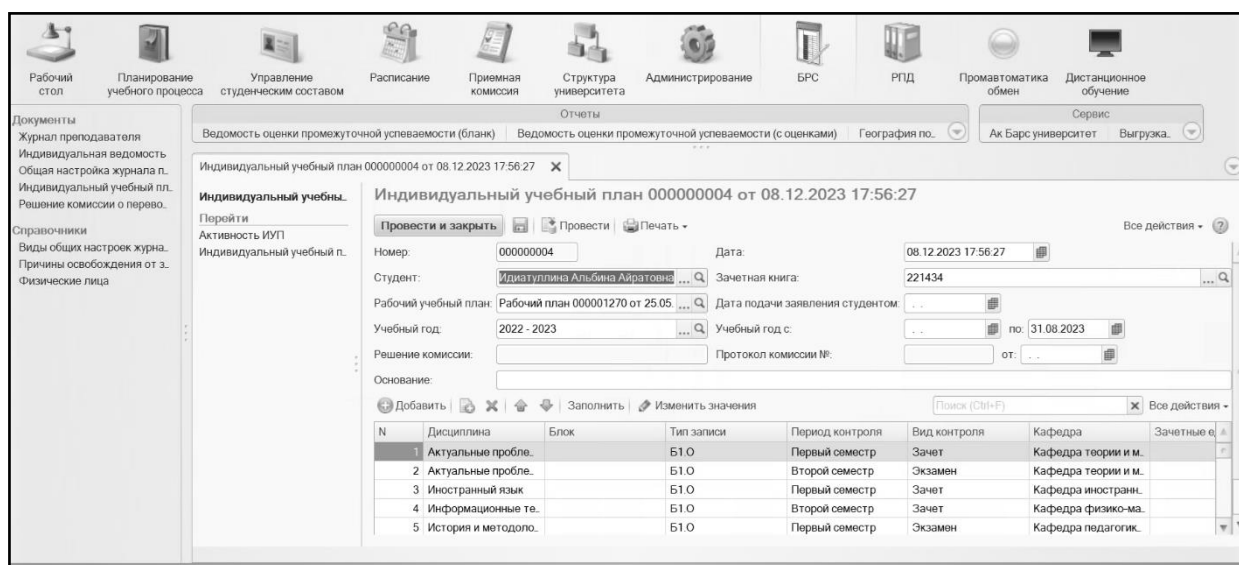 Рабочий стол
Планирование учебного процесса
Управление студенческим составом
Расписание
Приемная комиссия
Структура университета
Администрирование
БРС
РПД
Промавтоматика обмен
Дистанционное обучение
Документы
Журнал преподавателя
Индивидуальная ведомость
Общая настройка журнала п..
Индивидуальный учебный пл..
Решение комиссии о перево..
Справочники
Виды общих настроек журна..
Причины освобождения от з..
Физические лица
Отчеты
Ведомость оценки промежуточной успеваемости (бланк) Ведомость оценки промежуточной успеваемости (с оценками) География по..
Сервис
Ак Барс университет Выгрузка..
Индивидуальный учебный план 000000004 от 08.12.2023 17:56:27
Индивидуальный учебны..
Перейти
Активность ИУП
Индивидуальный учебный п..
Индивидуальный учебный план 000000004 от 08.12.2023 17:56:27
Провести и закрыть Провести Печать Все действия
Номер: 000000004 Дата: 08.12.2023 17:56:27
Студент: Идиатуллина Альбина Айратовна ... Зачетная книга: 221434 ...
Рабочий учебный план: Рабочий план 000001270 от 25.05. ... Дата подачи заявления студентом: . .
Учебный год: 2022 - 2023 ... Учебный год с: . . по: 31.08.2023
Решение комиссии: Протокол комиссии №: от: . .
Основание:
Добавить Заполнить Изменить значения Поиск (Ctrl+F) Все действия
N Дисциплина Блок Тип записи Период контроля Вид контроля Кафедра Зачетные е
1 Актуальные пробле.. Б1.О Первый семестр Зачет Кафедра теории и м..
2 Актуальные пробле.. Б1.О Второй семестр Экзамен Кафедра теории и м..
3 Иностранный язык Б1.О Первый семестр Зачет Кафедра иностранн..
4 Информационные те.. Б1.О Второй семестр Зачет Кафедра физико-ма..
5 История и методоло.. Б1.О Первый семестр Экзамен Кафедра педагогик..